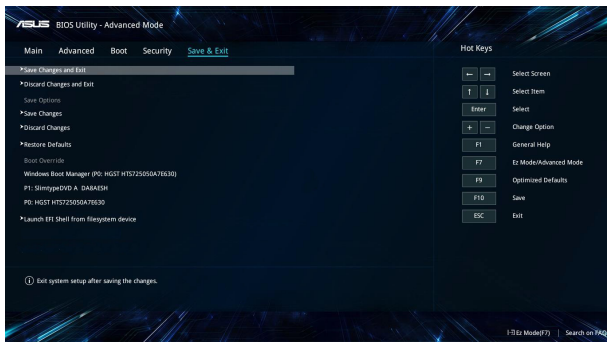 ASUS BIOS Utility - Advanced Mode
Main Advanced Boot Security Save & Exit
Save Changes and Exit
Discard Changes and Exit
Save Options
Save Changes
Discard Changes
Restore Defaults
Boot Override
Windows Boot Manager (P0: HGST HTS725050A7E630)
P1: SlimtypeDVD A DA8AESH
P0: HGST HTS725050A7E630
Launch EFI Shell from filesystem device
Exit system setup after saving the changes.
Hot Keys
← → Select Screen
↑ ↓ Select Item
Enter Select
+ − Change Option
F1 General Help
F7 Ez Mode/Advanced Mode
F9 Optimized Defaults
F10 Save
ESC Exit
Ez Mode(F7) | Search on FAQ